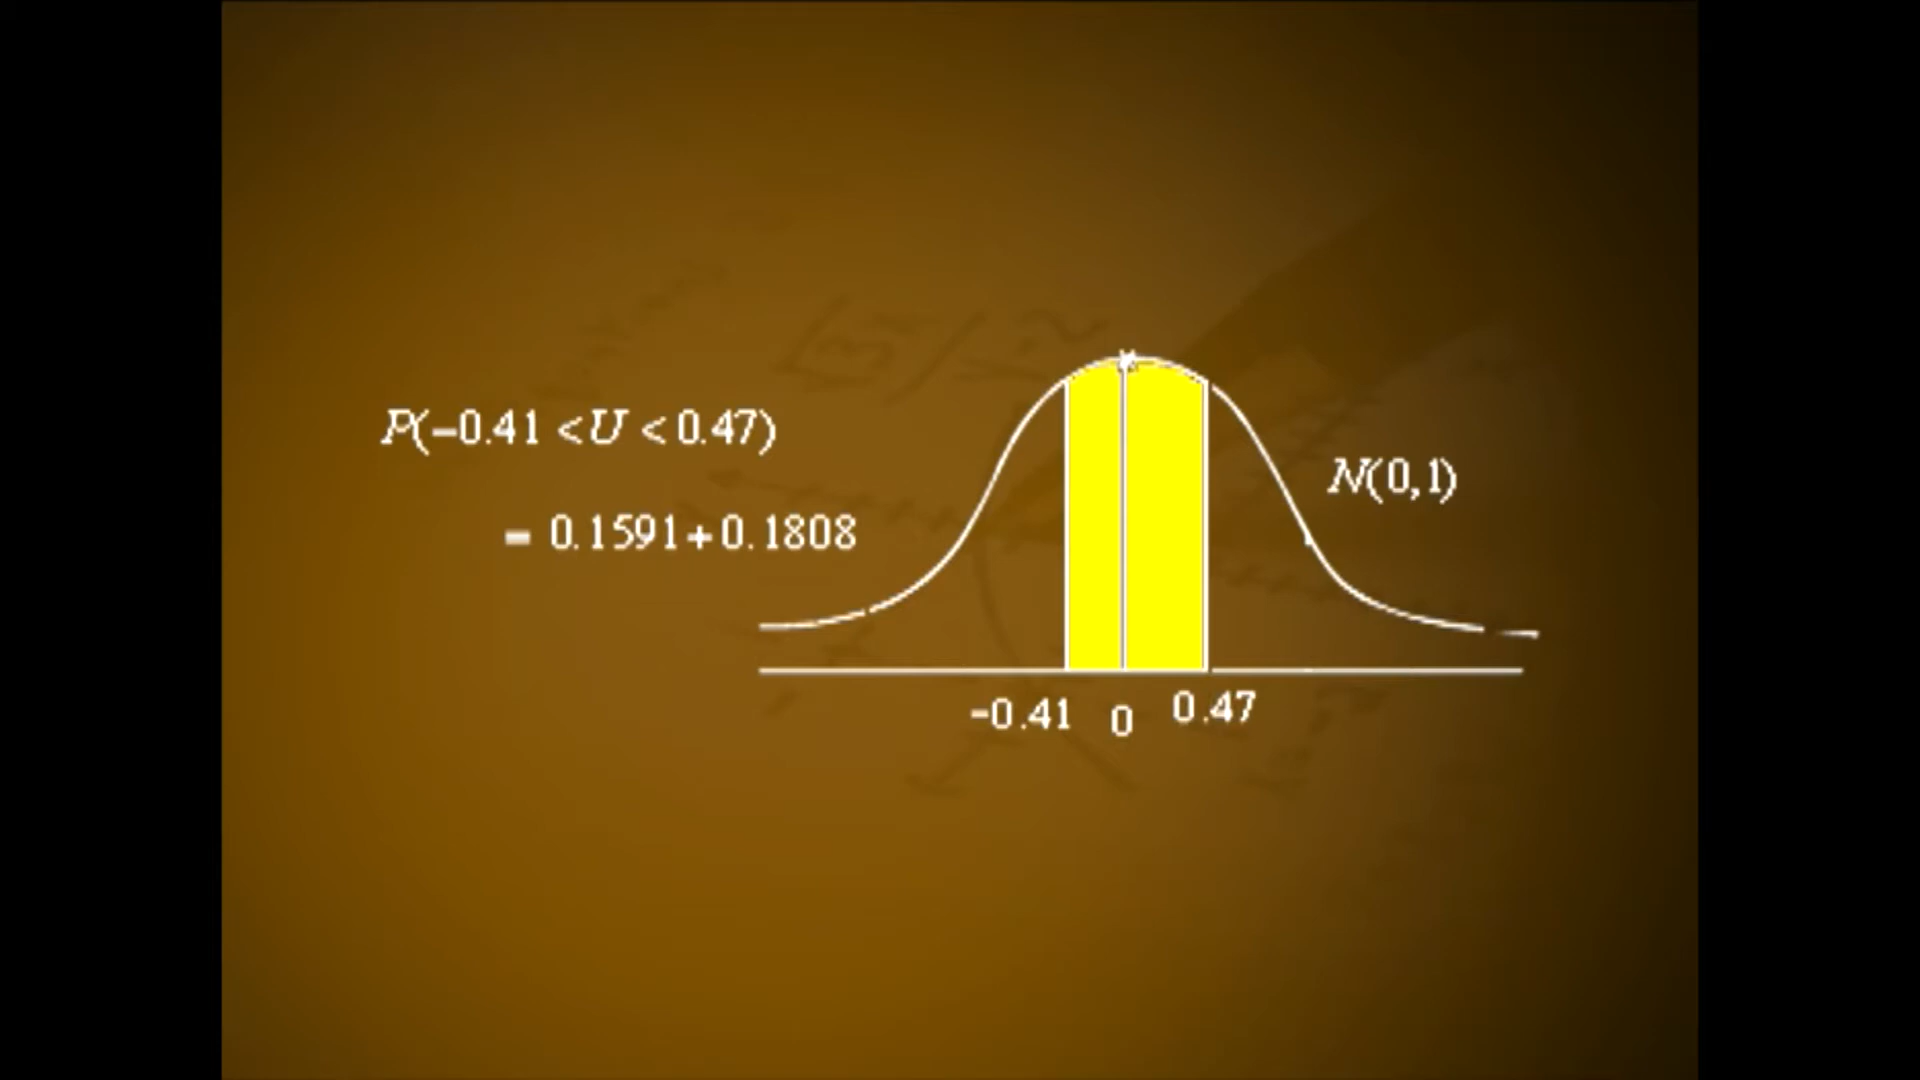 P(-0.41 < U < 0.47)
= 0.1591+0.1808
N(0,1)
-0.41 0 0.47